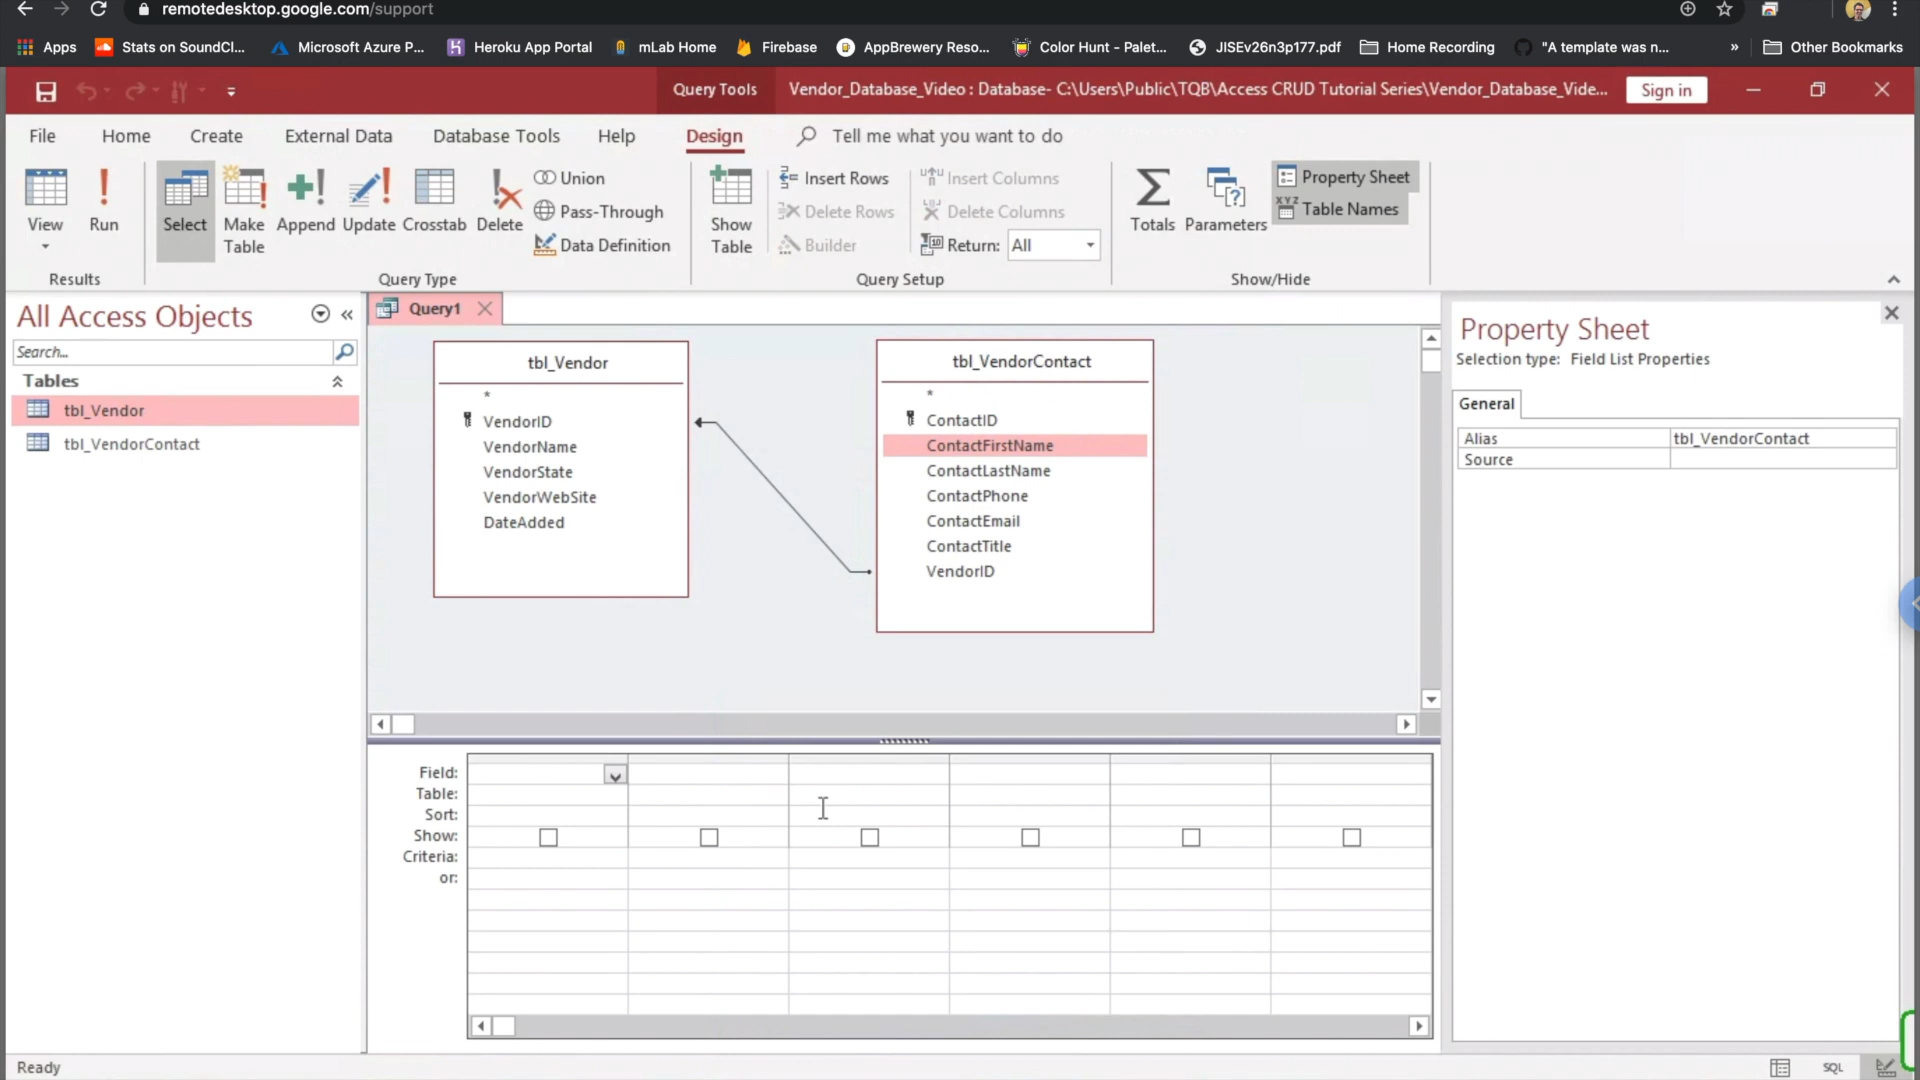 remotedesktop.google.com/support
Apps
Stats on SoundCl...
Microsoft Azure P...
Heroku App Portal
mLab Home
Firebase
AppBrewery Reso...
Color Hunt - Palet...
JISEv26n3p177.pdf
Home Recording
"A template was n...
»
Other Bookmarks
Query Tools
Vendor_Database_Video : Database- C:\Users\Public\TQB\Access CRUD Tutorial Series\Vendor_Database_Vide...
Sign in
File
Home
Create
External Data
Database Tools
Help
Design
Tell me what you want to do
View
Run
Select
Make
Table
Append
Update
Crosstab
Delete
Union
Pass-Through
Data Definition
Show
Table
Insert Rows
Delete Rows
Builder
Insert Columns
Delete Columns
Return: All
Totals
Parameters
Property Sheet
Table Names
Results
Query Type
Query Setup
Show/Hide
All Access Objects
Search...
Tables
tbl_Vendor
tbl_VendorContact
Query1
tbl_Vendor
*
VendorID
VendorName
VendorState
VendorWebSite
DateAdded
tbl_VendorContact
*
ContactID
ContactFirstName
ContactLastName
ContactPhone
ContactEmail
ContactTitle
VendorID
Field:
Table:
Sort:
Show:
Criteria:
or:
Property Sheet
Selection type: Field List Properties
General
Alias tbl_VendorContact
Source
Ready
SQL